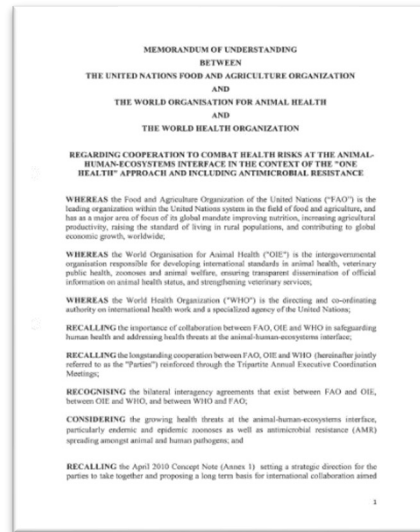 MEMORANDUM OF UNDERSTANDING
BETWEEN
THE UNITED NATIONS FOOD AND AGRICULTURE ORGANIZATION
AND
THE WORLD ORGANISATION FOR ANIMAL HEALTH
AND
THE WORLD HEALTH ORGANIZATION
REGARDING COOPERATION TO COMBAT HEALTH RISKS AT THE ANIMAL-
HUMAN-ECOSYSTEMS INTERFACE IN THE CONTEXT OF THE "ONE
HEALTH" APPROACH AND INCLUDING ANTIMICROBIAL RESISTANCE
WHEREAS the Food and Agriculture Organization of the United Nations ("FAO") is the
leading organization within the United Nations system in the field of food and agriculture, and
has as a major area of focus of its global mandate improving nutrition, increasing agricultural
productivity, raising the standard of living in rural populations, and contributing to global
economic growth, worldwide;
WHEREAS the World Organisation for Animal Health ("OIE") is the intergovernmental
organisation responsible for developing international standards in animal health, veterinary
public health, zoonoses and animal welfare, ensuring transparent dissemination of official
information on animal health status, and strengthening veterinary services;
WHEREAS the World Health Organization ("WHO") is the directing and co-ordinating
authority on international health work and a specialized agency of the United Nations;
RECALLING the importance of collaboration between FAO, OIE and WHO in safeguarding
human health and addressing health threats at the animal-human-ecosystems interface;
RECALLING the longstanding cooperation between FAO, OIE and WHO (hereinafter jointly
referred to as the "Parties") reinforced through the Tripartite Annual Executive Coordination
Meetings;
RECOGNISING the bilateral interagency agreements that exist between FAO and OIE,
between OIE and WHO, and between WHO and FAO;
CONSIDERING the growing health threats at the animal-human-ecosystems interface,
particularly endemic and epidemic zoonoses as well as antimicrobial resistance (AMR)
spreading amongst animal and human pathogens; and
RECALLING the April 2010 Concept Note (Annex 1) setting a strategic direction for the
parties to take together and proposing a long term basis for international collaboration aimed
1